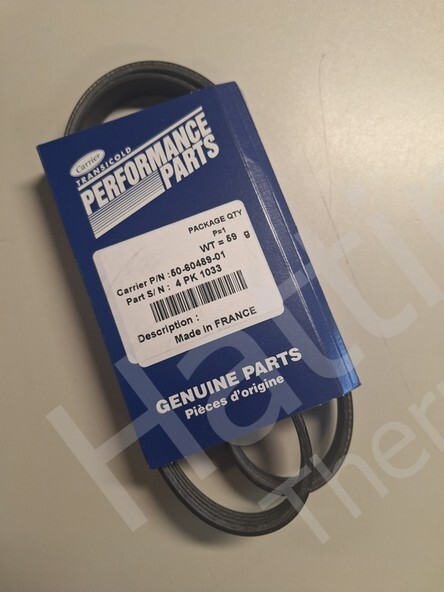 Carrier
TRANSICOLD
PERFORMANCE
PARTS
PACKAGE QTY
P=1
WT = 59 g
Carrier P/N : 50-60489-01
Part S/N : 4 PK 1033
Description :
Made in FRANCE
GENUINE PARTS
Pièces d'origine